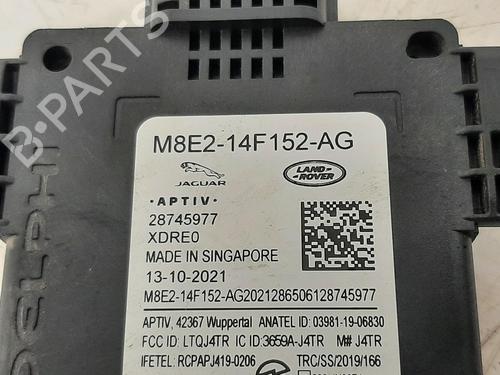 B-PARTS
M8E2-14F152-AG
JAGUAR
LAND-
ROVER
• APTIV •
28745977
XDRE0
MADE IN SINGAPORE
13-10-2021
M8E2-14F152-AG2021286506128745977
APTIV, 42367 Wuppertal ANATEL ID: 03981-19-06830
FCC ID: LTQJ4TR IC ID:3659A-J4TR M# J4TR
IFETEL: RCPAPJ419-0206 TRC/SS/2019/166